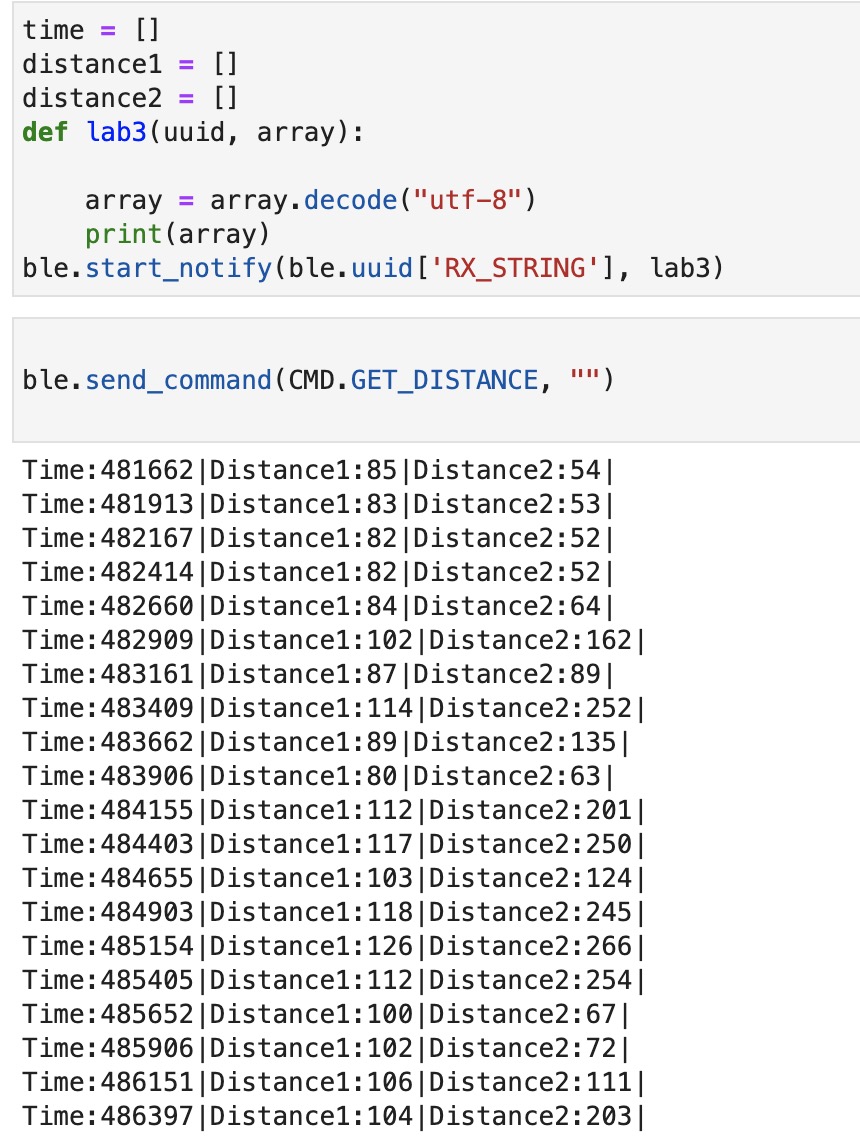 time = []
distance1 = []
distance2 = []
def lab3(uuid, array):
    array = array.decode("utf-8")
    print(array)
ble.start_notify(ble.uuid['RX_STRING'], lab3)
ble.send_command(CMD.GET_DISTANCE, "")
Time:481662|Distance1:85|Distance2:54|
Time:481913|Distance1:83|Distance2:53|
Time:482167|Distance1:82|Distance2:52|
Time:482414|Distance1:82|Distance2:52|
Time:482660|Distance1:84|Distance2:64|
Time:482909|Distance1:102|Distance2:162|
Time:483161|Distance1:87|Distance2:89|
Time:483409|Distance1:114|Distance2:252|
Time:483662|Distance1:89|Distance2:135|
Time:483906|Distance1:80|Distance2:63|
Time:484155|Distance1:112|Distance2:201|
Time:484403|Distance1:117|Distance2:250|
Time:484655|Distance1:103|Distance2:124|
Time:484903|Distance1:118|Distance2:245|
Time:485154|Distance1:126|Distance2:266|
Time:485405|Distance1:112|Distance2:254|
Time:485652|Distance1:100|Distance2:67|
Time:485906|Distance1:102|Distance2:72|
Time:486151|Distance1:106|Distance2:111|
Time:486397|Distance1:104|Distance2:203|